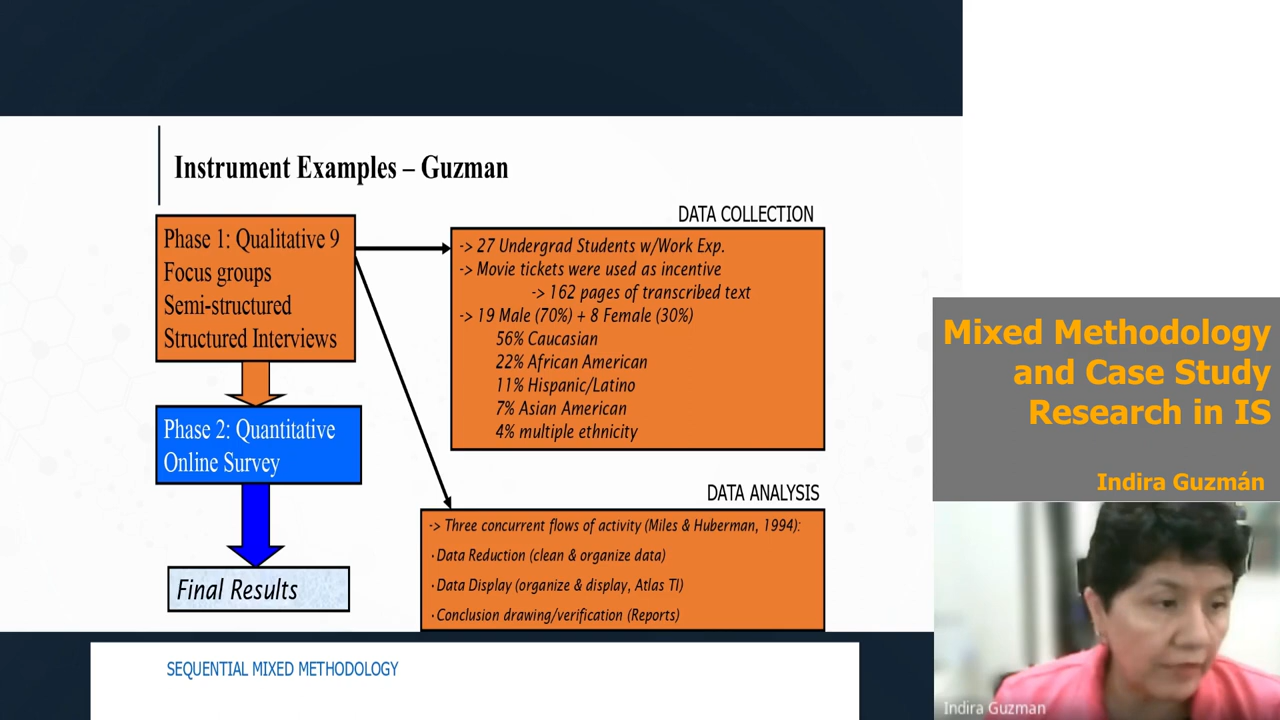 Instrument Examples – Guzman
Phase 1: Qualitative 9
Focus groups
Semi-structured
Structured Interviews
Phase 2: Quantitative
Online Survey
Final Results
DATA COLLECTION
-> 27 Undergrad Students w/Work Exp.
-> Movie tickets were used as incentive
-> 162 pages of transcribed text
-> 19 Male (70%) + 8 Female (30%)
56% Caucasian
22% African American
11% Hispanic/Latino
7% Asian American
4% multiple ethnicity
DATA ANALYSIS
-> Three concurrent flows of activity (Miles & Huberman, 1994):
·Data Reduction (clean & organize data)
·Data Display (organize & display, Atlas TI)
·Conclusion drawing/verification (Reports)
SEQUENTIAL MIXED METHODOLOGY
Mixed Methodology
and Case Study
Research in IS
Indira Guzmán
Indira Guzman